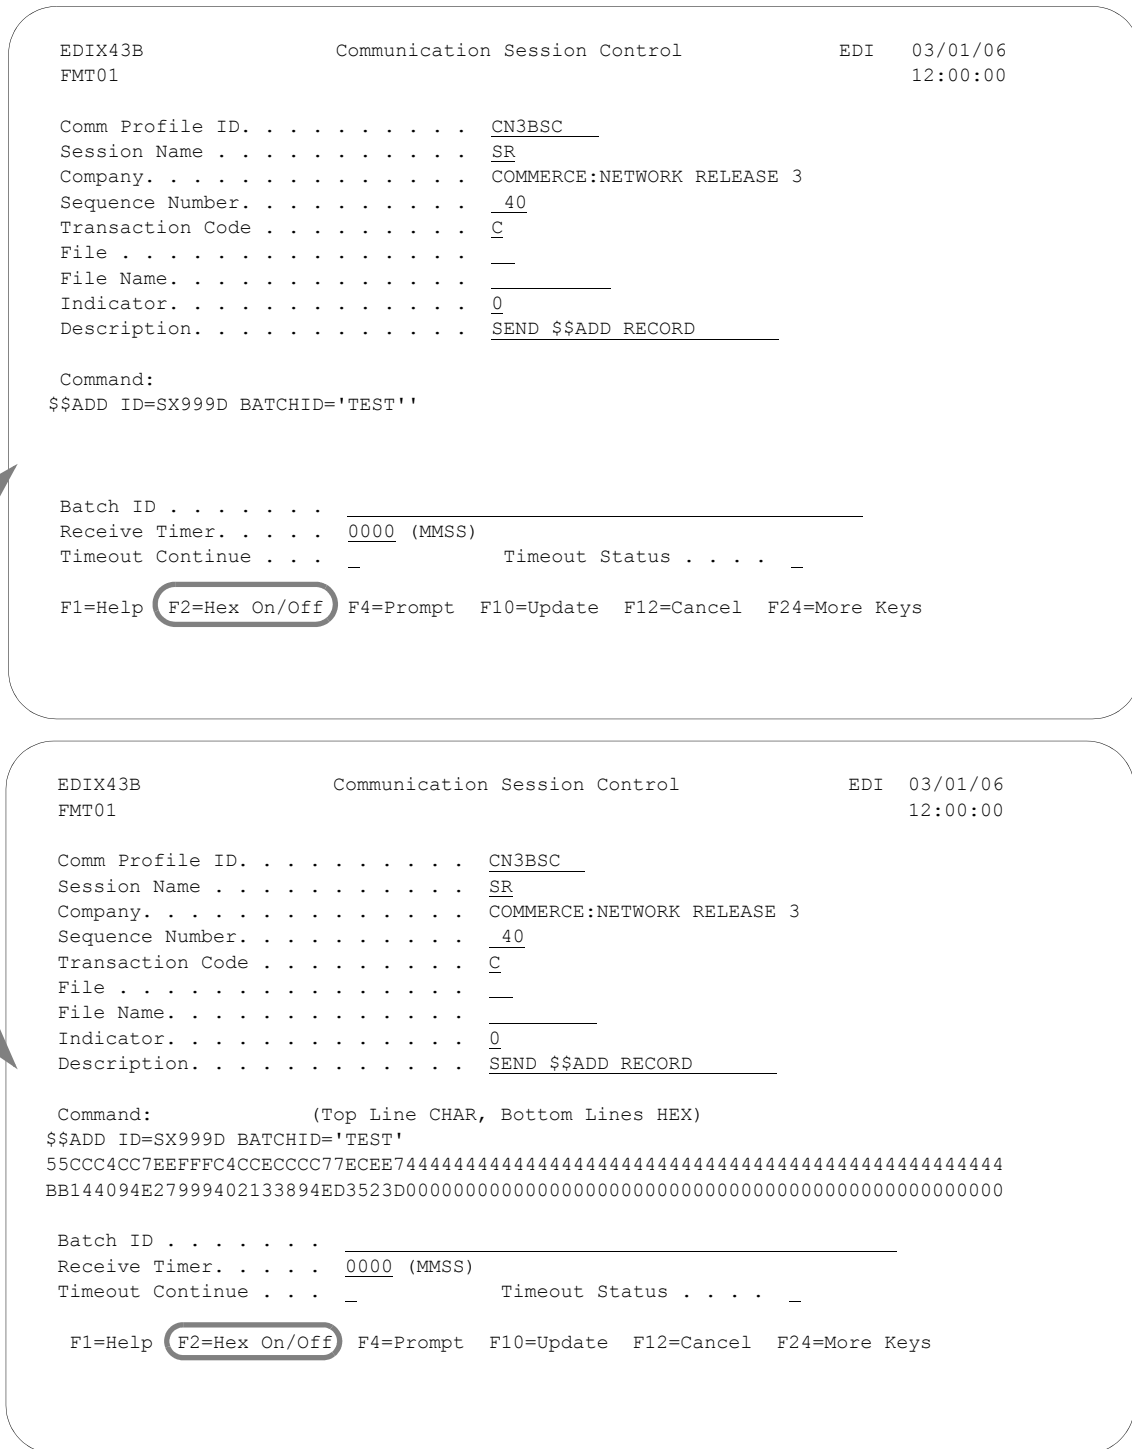 EDIX43B Communication Session Control EDI 03/01/06
FMT01 12:00:00
Comm Profile ID. . . . . . . . . . CN3BSC
Session Name . . . . . . . . . . . SR
Company. . . . . . . . . . . . . . COMMERCE:NETWORK RELEASE 3
Sequence Number. . . . . . . . . . 40
Transaction Code . . . . . . . . . C
File . . . . . . . . . . . . . . . __
File Name. . . . . . . . . . . . . __________
Indicator. . . . . . . . . . . . . 0
Description. . . . . . . . . . . . SEND $$ADD RECORD
Command:
$$ADD ID=SX999D BATCHID='TEST''
Batch ID . . . . . . . ___________________________________________
Receive Timer. . . . . 0000 (MMSS)
Timeout Continue . . . _ Timeout Status . . . . _
F1=Help F2=Hex On/Off F4=Prompt F10=Update F12=Cancel F24=More Keys
EDIX43B Communication Session Control EDI 03/01/06
FMT01 12:00:00
Comm Profile ID. . . . . . . . . . CN3BSC
Session Name . . . . . . . . . . . SR
Company. . . . . . . . . . . . . . COMMERCE:NETWORK RELEASE 3
Sequence Number. . . . . . . . . . 40
Transaction Code . . . . . . . . . C
File . . . . . . . . . . . . . . . __
File Name. . . . . . . . . . . . . _________
Indicator. . . . . . . . . . . . . 0
Description. . . . . . . . . . . . SEND $$ADD RECORD
Command: (Top Line CHAR, Bottom Lines HEX)
$$ADD ID=SX999D BATCHID='TEST'
55CCC4CC7EEFFFC4CCECCCC77ECEE74444444444444444444444444444444444444444444444444
BB144094E27999402133894ED3523D00000000000000000000000000000000000000000000000000
Batch ID . . . . . . . ______________________________________________
Receive Timer. . . . . 0000 (MMSS)
Timeout Continue . . . _ Timeout Status . . . . _
F1=Help F2=Hex On/Off F4=Prompt F10=Update F12=Cancel F24=More Keys